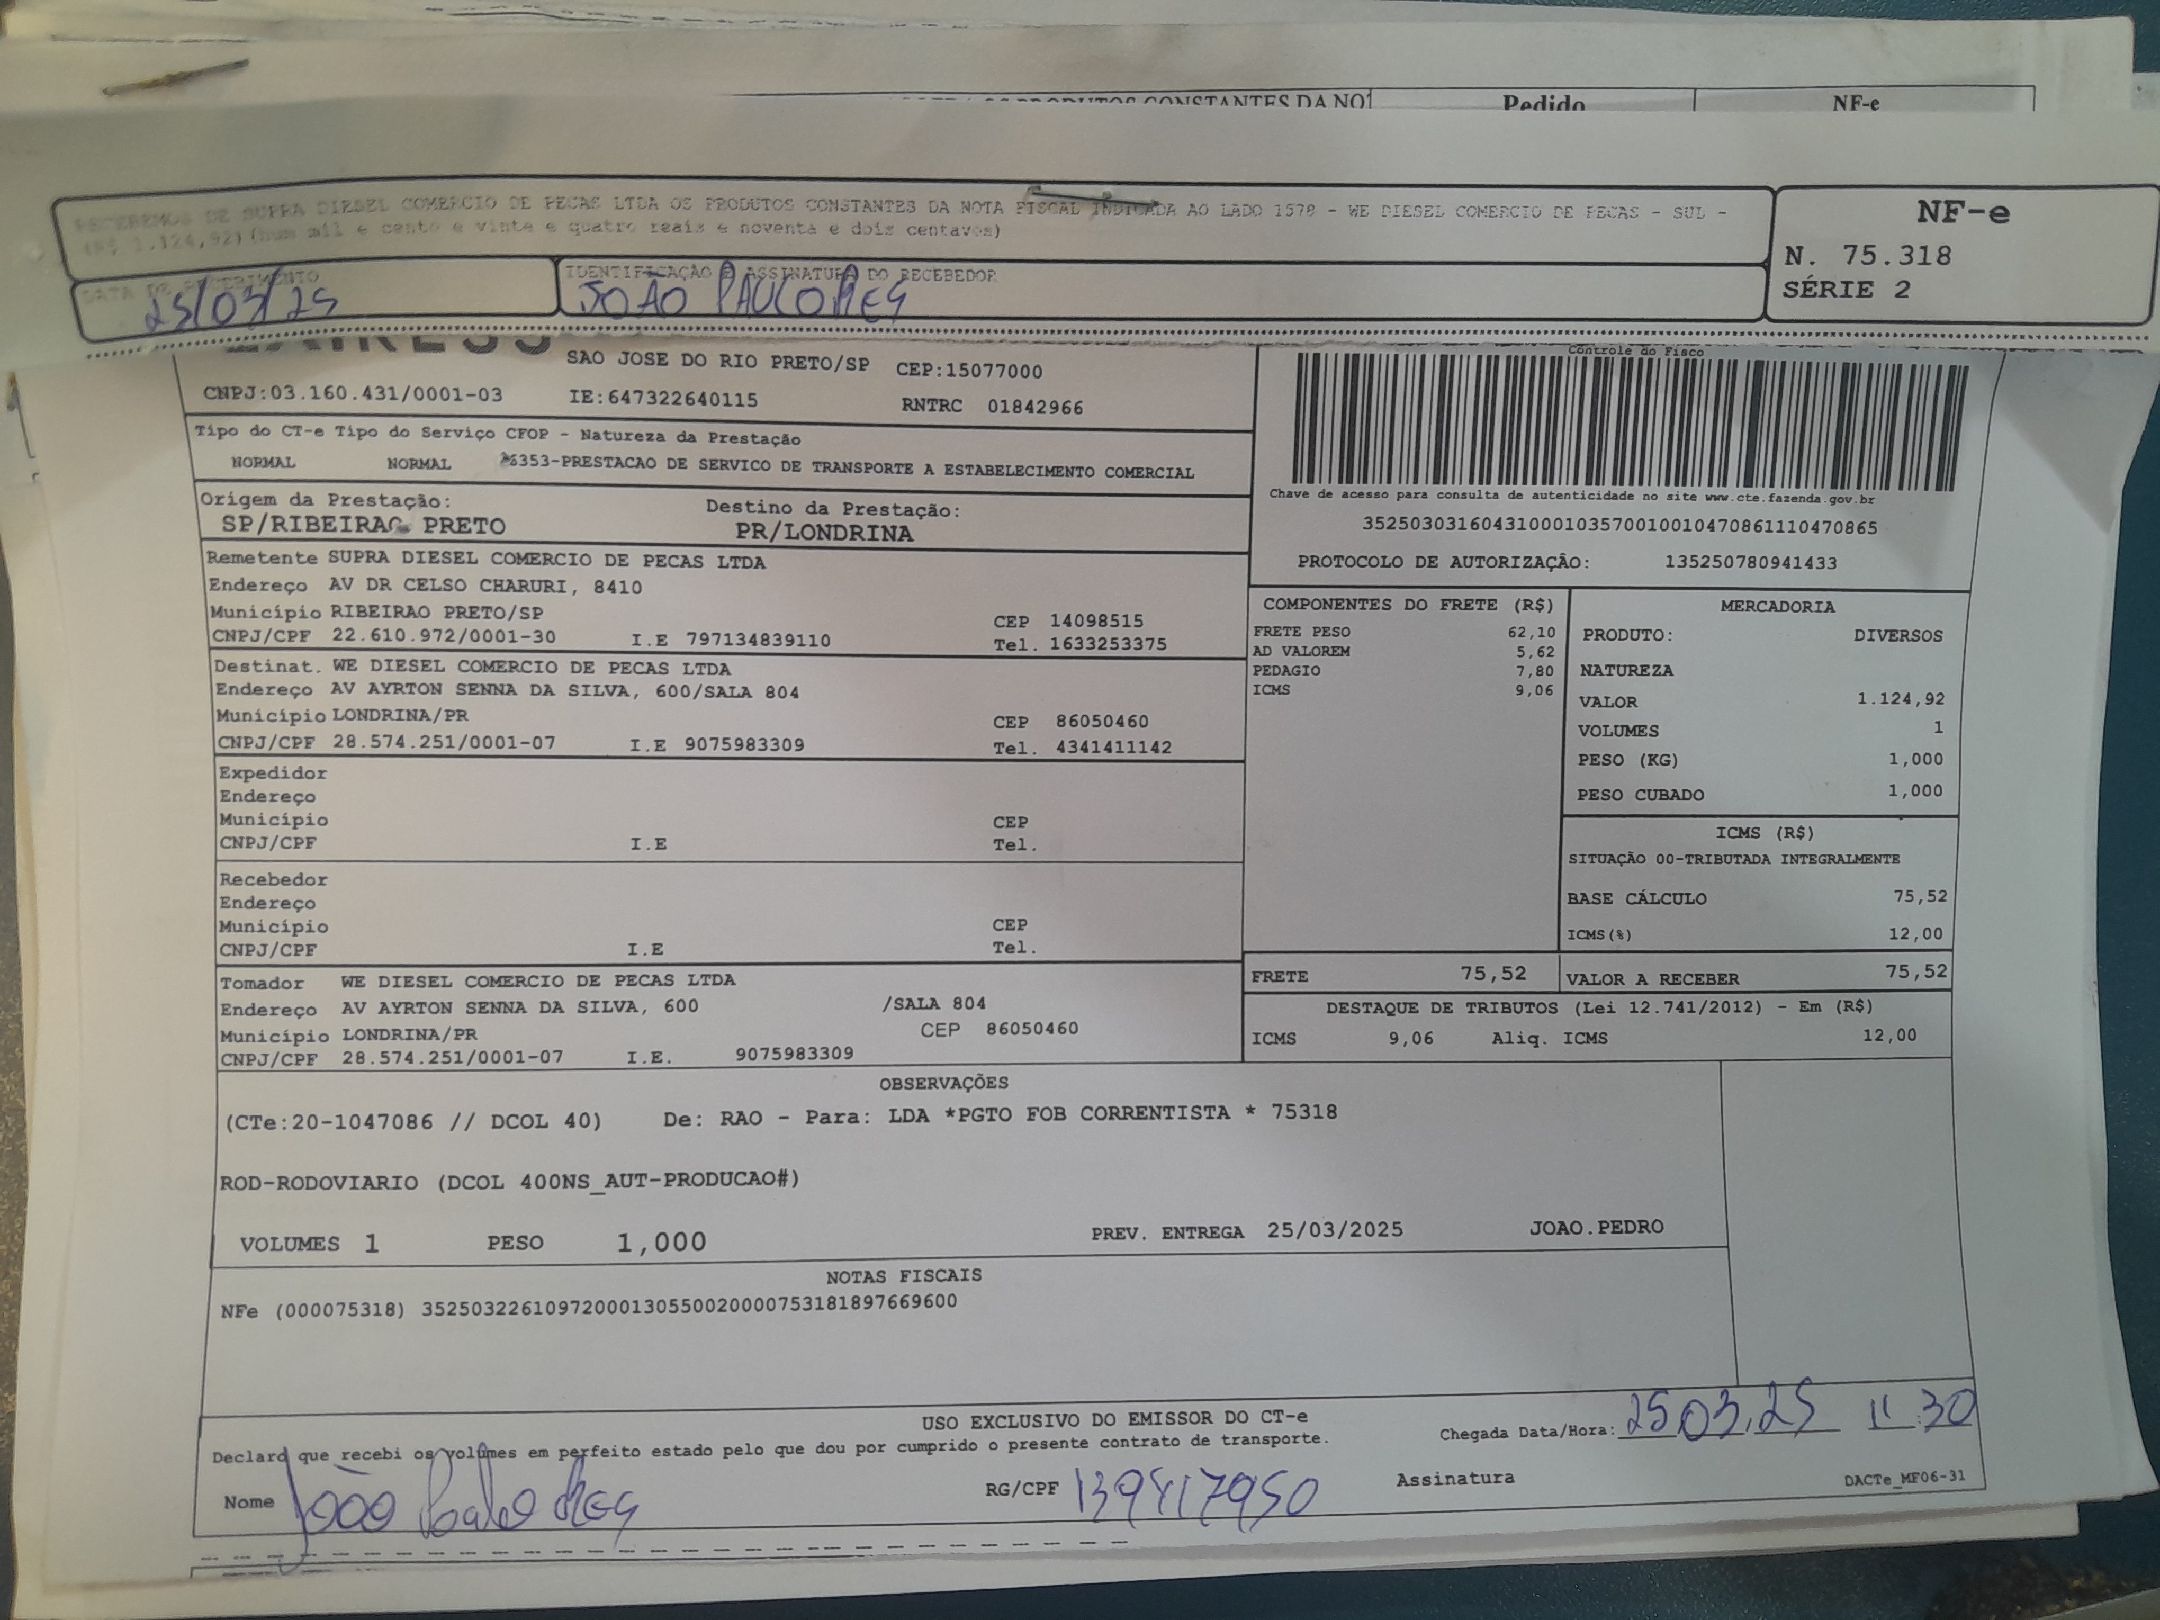 Pedido NF-e
RECEBEMOS DE SUPRA DIESEL COMERCIO DE PECAS LTDA OS PRODUTOS CONSTANTES DA NOTA FISCAL INDICADA AO LADO 1578 - WE DIESEL COMERCIO DE PECAS - SUL -
(R$ 1.124,92)(hum mil e cento e vinte e quatro reais e noventa e dois centavos)
NF-e
N. 75.318
SÉRIE 2
DATA DE RECEBIMENTO
25/03/25
IDENTIFICAÇÃO E ASSINATURA DO RECEBEDOR
JOÃO PAULO
SAO JOSE DO RIO PRETO/SP CEP:15077000
CNPJ:03.160.431/0001-03 IE:647322640115 RNTRC 01842966
Tipo do CT-e Tipo do Serviço CFOP - Natureza da Prestação
NORMAL NORMAL 6353-PRESTACAO DE SERVICO DE TRANSPORTE A ESTABELECIMENTO COMERCIAL
Controle do Fisco
Chave de acesso para consulta de autenticidade no site www.cte.fazenda.gov.br
35250303160431000103570010010470861110470865
PROTOCOLO DE AUTORIZAÇÃO: 135250780941433
Origem da Prestação: Destino da Prestação:
SP/RIBEIRAO PRETO PR/LONDRINA
Remetente SUPRA DIESEL COMERCIO DE PECAS LTDA
Endereço AV DR CELSO CHARURI, 8410
Município RIBEIRAO PRETO/SP CEP 14098515
CNPJ/CPF 22.610.972/0001-30 I.E 797134839110 Tel. 1633253375
Destinat. WE DIESEL COMERCIO DE PECAS LTDA
Endereço AV AYRTON SENNA DA SILVA, 600/SALA 804
Município LONDRINA/PR CEP 86050460
CNPJ/CPF 28.574.251/0001-07 I.E 9075983309 Tel. 4341411142
Expedidor
Endereço
Município CEP
CNPJ/CPF I.E Tel.
Recebedor
Endereço
Município CEP
CNPJ/CPF I.E Tel.
Tomador WE DIESEL COMERCIO DE PECAS LTDA
Endereço AV AYRTON SENNA DA SILVA, 600 /SALA 804
Município LONDRINA/PR CEP 86050460
CNPJ/CPF 28.574.251/0001-07 I.E. 9075983309
COMPONENTES DO FRETE (R$)
FRETE PESO 62,10
AD VALOREM 5,62
PEDAGIO 7,80
ICMS 9,06
MERCADORIA
PRODUTO: DIVERSOS
NATUREZA
VALOR 1.124,92
VOLUMES 1
PESO (KG) 1,000
PESO CUBADO 1,000
ICMS (R$)
SITUAÇÃO 00-TRIBUTADA INTEGRALMENTE
BASE CÁLCULO 75,52
ICMS(%) 12,00
FRETE 75,52 VALOR A RECEBER 75,52
DESTAQUE DE TRIBUTOS (Lei 12.741/2012) - Em (R$)
ICMS 9,06 Aliq. ICMS 12,00
OBSERVAÇÕES
(CTe:20-1047086 // DCOL 40) De: RAO - Para: LDA *PGTO FOB CORRENTISTA * 75318
ROD-RODOVIARIO (DCOL 400NS_AUT-PRODUCAO#)
VOLUMES 1 PESO 1,000 PREV. ENTREGA 25/03/2025 JOAO.PEDRO
NOTAS FISCAIS
NFe (000075318) 35250322610972000130550020000753181897669600
USO EXCLUSIVO DO EMISSOR DO CT-e
Declaro que recebi os volumes em perfeito estado pelo que dou por cumprido o presente contrato de transporte.
Chegada Data/Hora: 25 03.25 11:30
Nome João Paulo RG/CPF Assinatura
DACTe_MF06-31